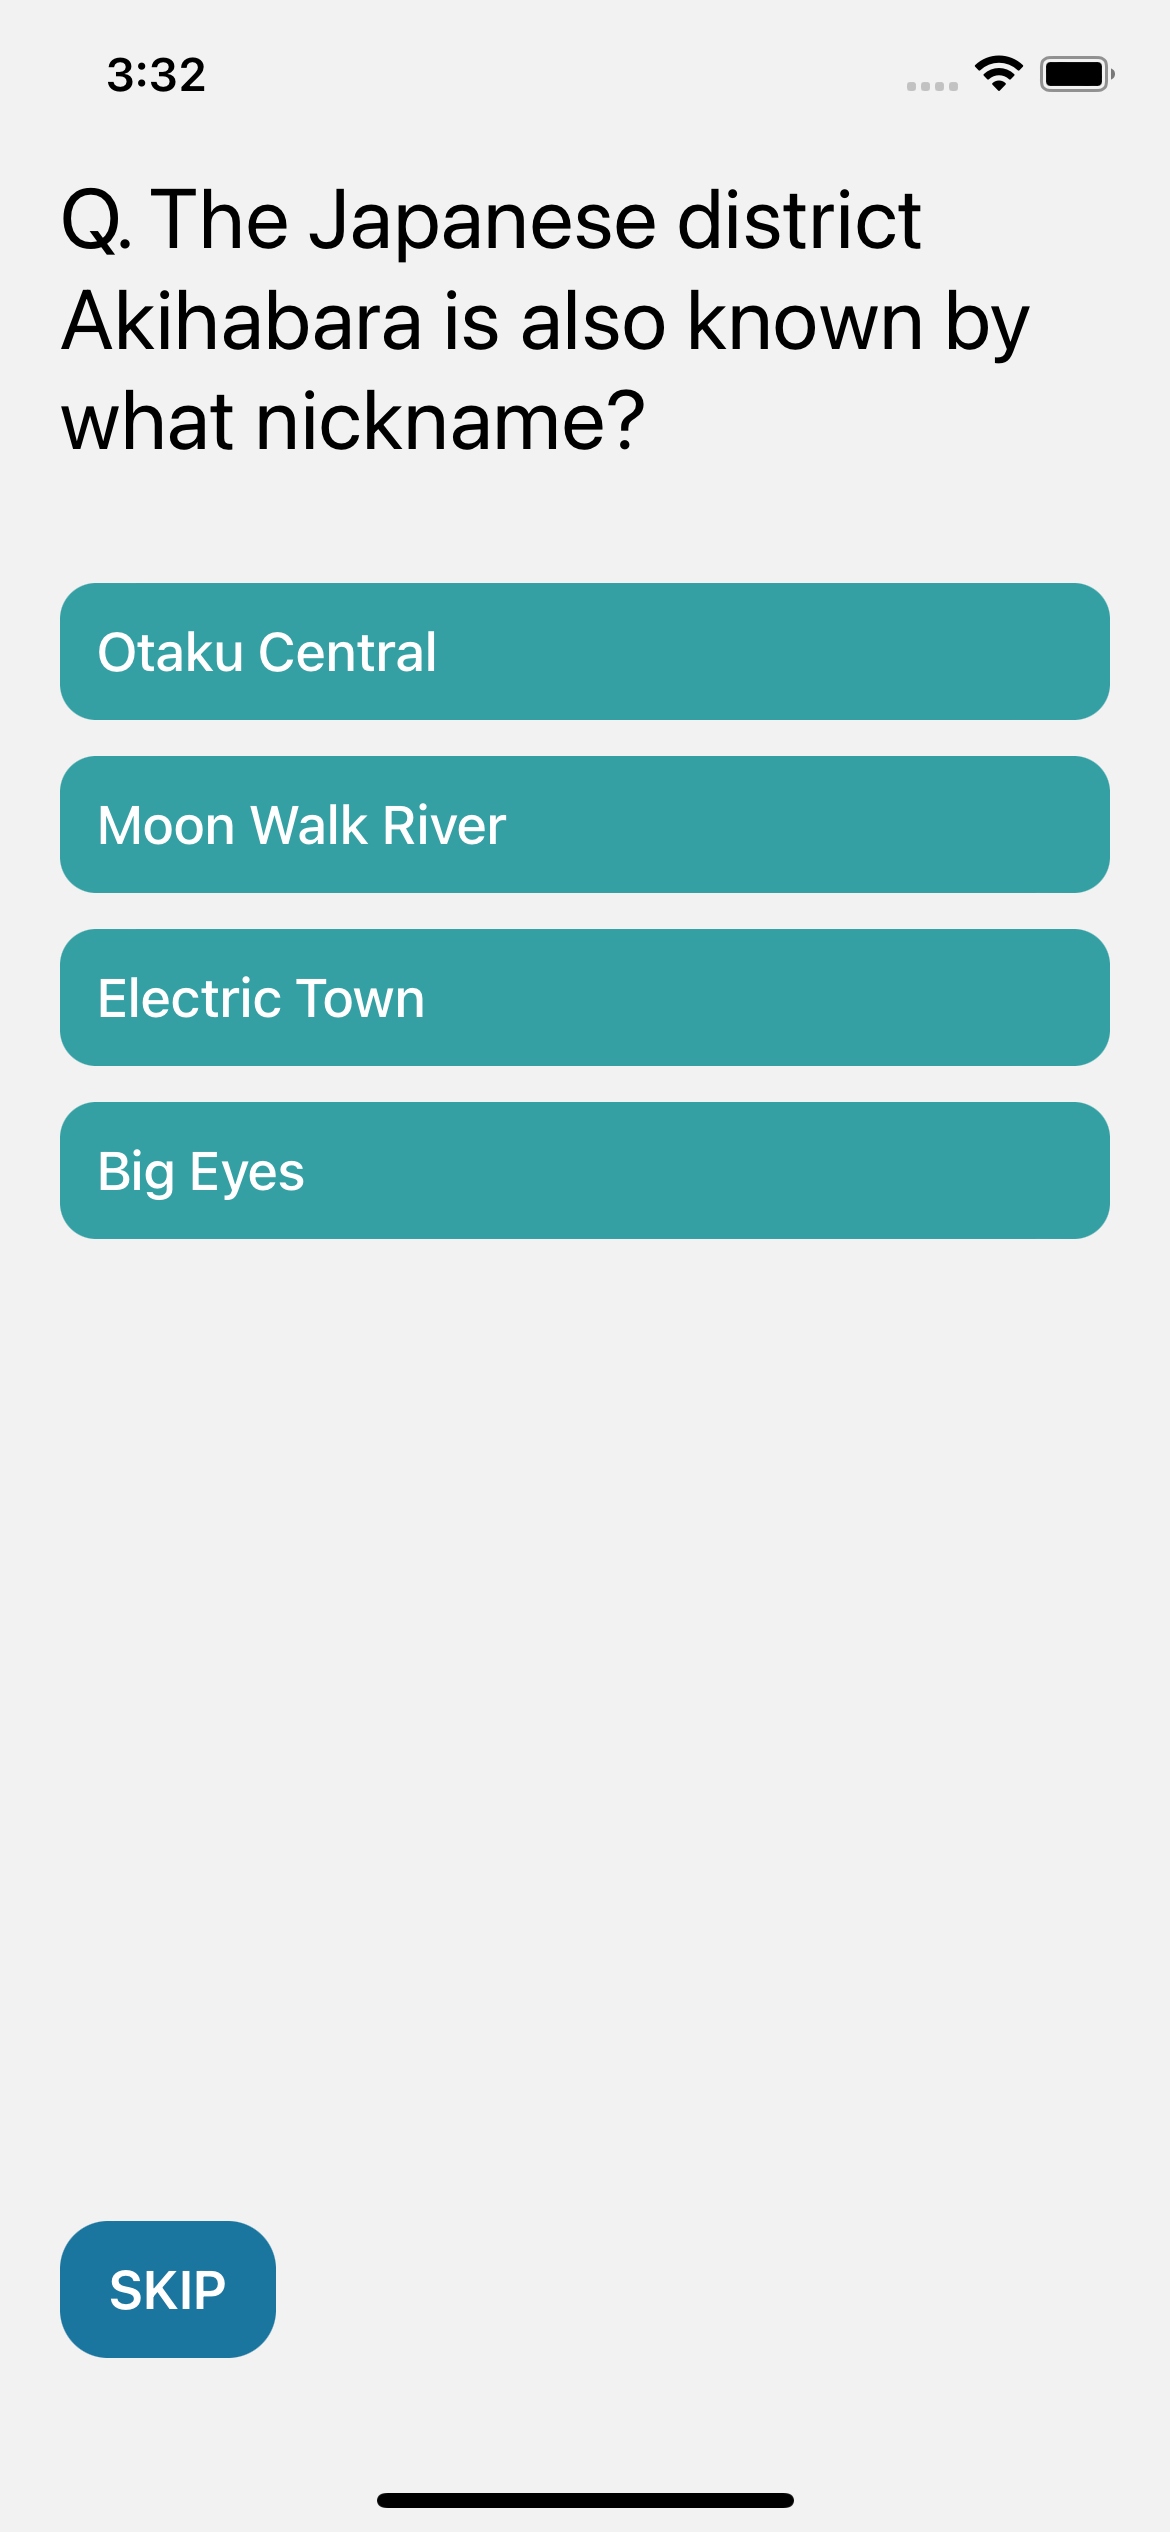 3:32
Q. The Japanese district
Akihabara is also known by
what nickname?
Otaku Central
Moon Walk River
Electric Town
Big Eyes
SKIP